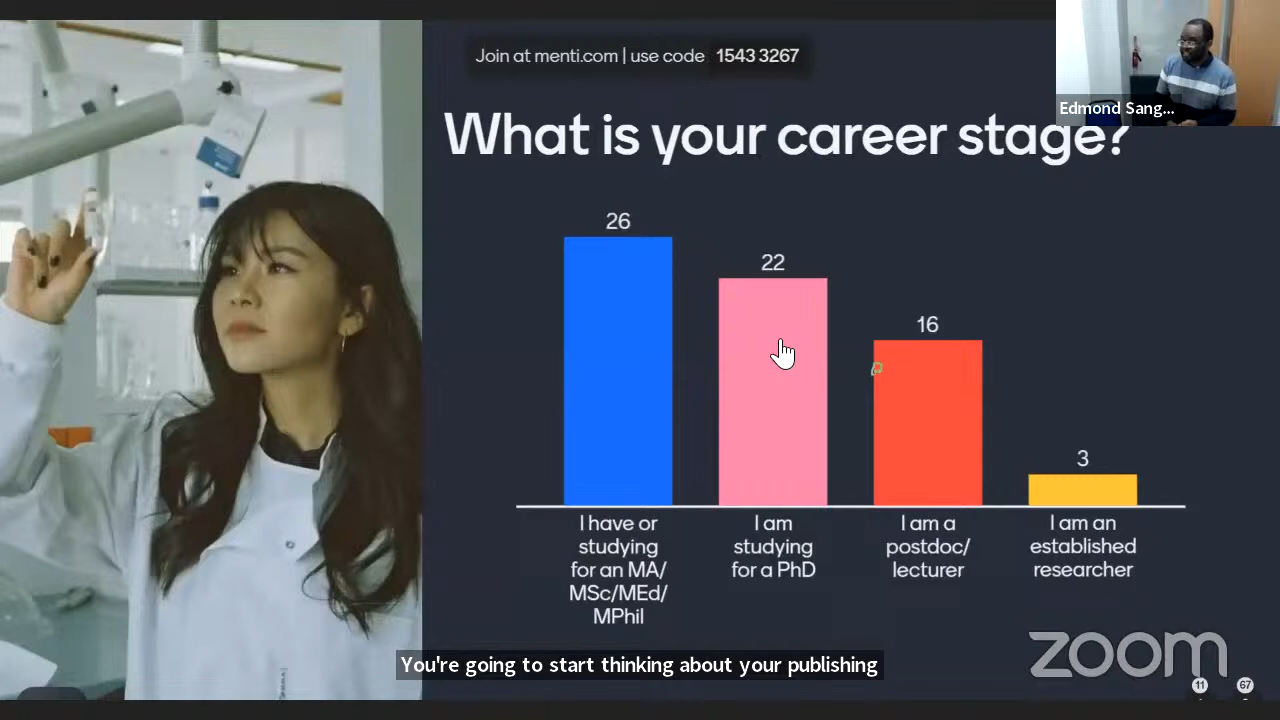 Join at menti.com | use code 1543 3267
Edmond Sang...
What is your career stage?
26
22
16
3
I have or
studying
for an MA/
MSc/MEd/
MPhil
I am
studying
for a PhD
I am a
postdoc/
lecturer
I am an
established
researcher
You're going to start thinking about your publishing
zoom
11
67